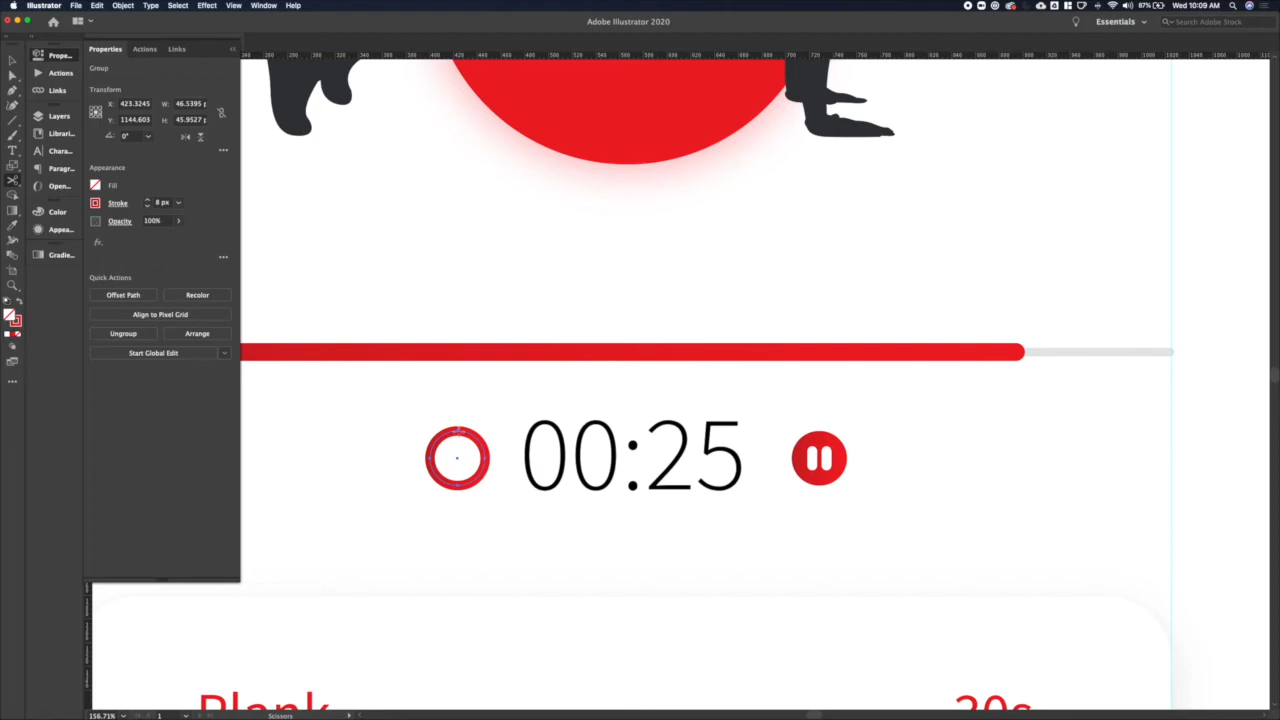 Illustrator File Edit Object Type Select Effect View Window Help
87% Wed 10:09 AM
Adobe Illustrator 2020
Essentials
Search Adobe Stock
Properties Actions Links
Prope...
Actions
Links
Layers
Librari...
Chara...
Paragr...
Open...
Color
Appea...
Gradie...
Group
Transform
X: 423.3245 W: 46.5395 p
Y: 1144.603 H: 45.9527 p
0°
Appearance
Fill
Stroke 8 px
Opacity 100%
fx.
Quick Actions
Offset Path Recolor
Align to Pixel Grid
Ungroup Arrange
Start Global Edit
00:25
Blank 20s
156.71% 1 Scissors